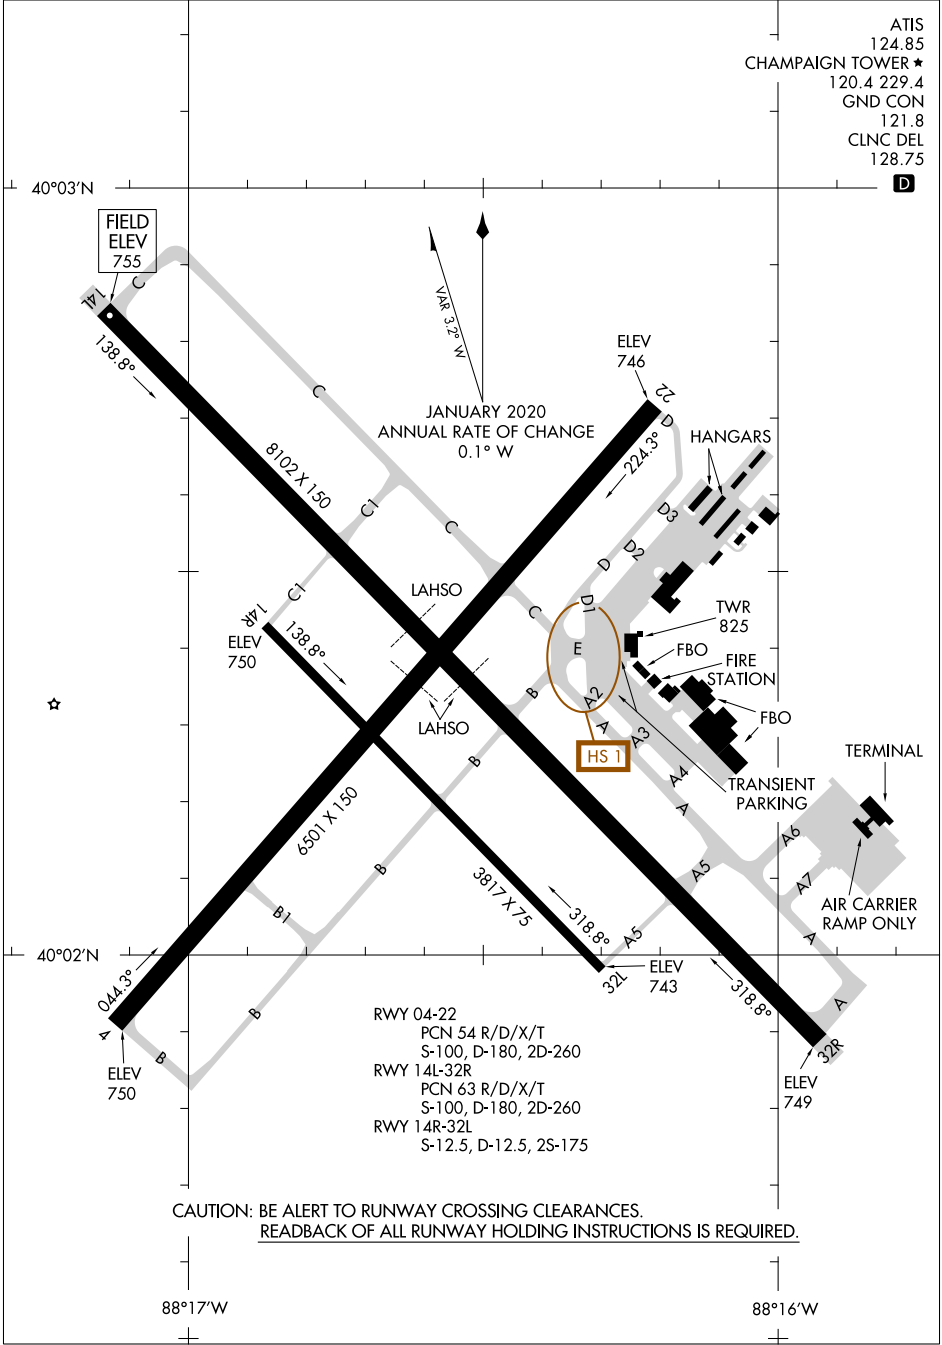 ATIS
124.85
CHAMPAIGN TOWER ★
120.4 229.4
GND CON
121.8
CLNC DEL
128.75
D
40°03'N
FIELD
ELEV
755
C
14L
138.8°
VAR 3.2° W
JANUARY 2020
ANNUAL RATE OF CHANGE
0.1° W
ELEV
746
22
D
224.3°
HANGARS
C
8102 X 150
C1
C
D3
D2
D
C1
LAHSO
14R
ELEV
750
138.8°
C
D1
E
TWR
825
FBO
FIRE
STATION
FBO
B
A2
A
A3
LAHSO
HS 1
B
A4
A
TRANSIENT
PARKING
TERMINAL
6501 X 150
A6
B
3817 X 75
A5
A7
AIR CARRIER
RAMP ONLY
B1
318.8°
A5
A
40°02'N
044.3°
32L
ELEV
743
318.8°
A
B
4
B
ELEV
750
32R
ELEV
749
RWY 04-22
PCN 54 R/D/X/T
S-100, D-180, 2D-260
RWY 14L-32R
PCN 63 R/D/X/T
S-100, D-180, 2D-260
RWY 14R-32L
S-12.5, D-12.5, 2S-175
CAUTION: BE ALERT TO RUNWAY CROSSING CLEARANCES.
READBACK OF ALL RUNWAY HOLDING INSTRUCTIONS IS REQUIRED.
88°17'W
88°16'W